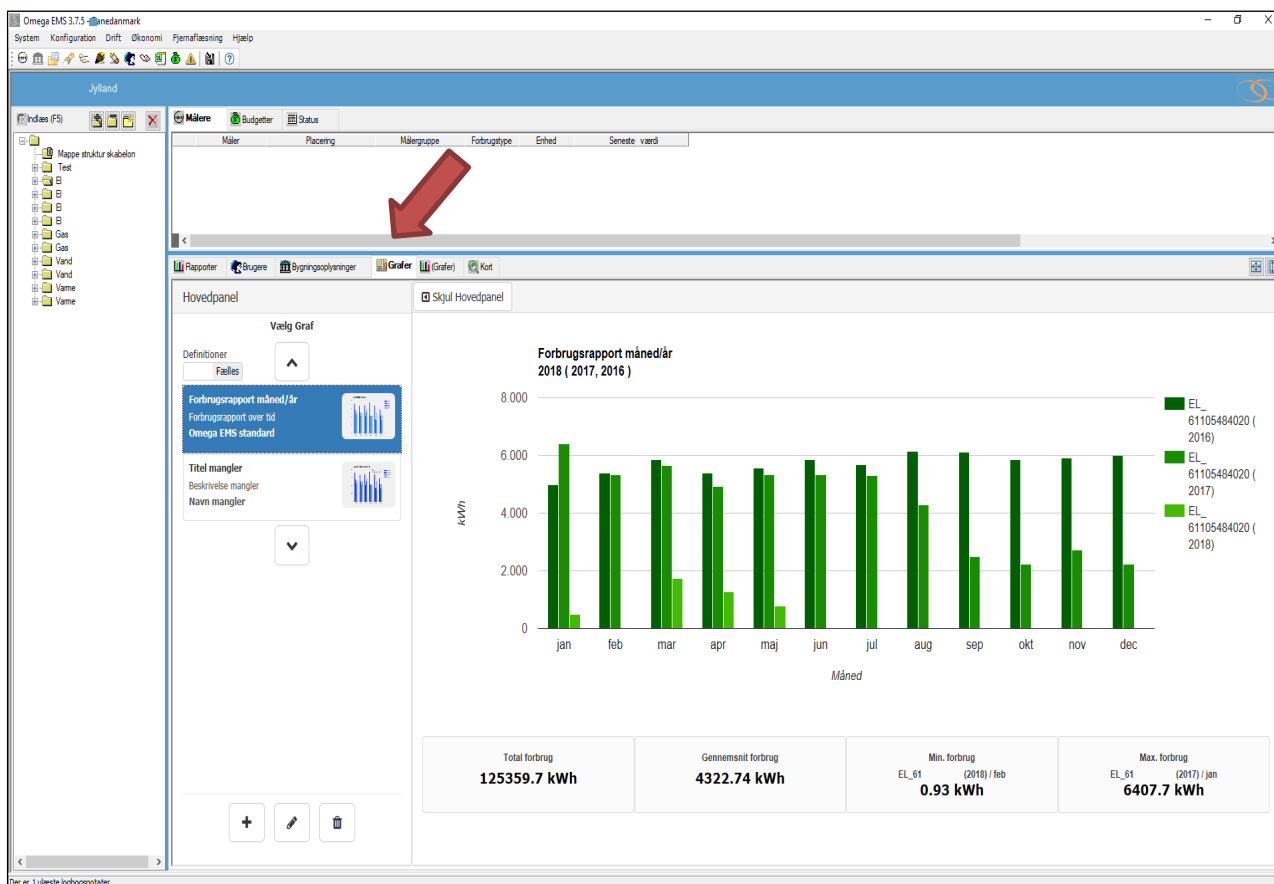 Omega EMS 3.7.5 - anedanmark
System Konfiguration Drift Økonomi Fjernaflæsning Hjælp
Jylland
Indlæs (F5)
Målere Budgetter Status
Måler Placering Målergruppe Forbrugstype Enhed Seneste værdi
Mappe struktur skabelon
Test
El
El
El
El
Gas
Gas
Vand
Vand
Varme
Varme
Rapporter Brugere Bygningsoplysninger Grafer (Grafer) Kort
Hovedpanel
Skjul Hovedpanel
Vælg Graf
Definitioner
Fælles
Forbrugsrapport måned/år
Forbrugsrapport over tid
Omega EMS standard
Titel mangler
Beskrivelse mangler
Navn mangler
Forbrugsrapport måned/år
2018 ( 2017, 2016 )
8.000
6.000
4.000
2.000
0
kWh
jan feb mar apr maj jun jul aug sep okt nov dec
Måned
EL_
61105484020 (
2016)
EL_
61105484020 (
2017)
EL_
61105484020 (
2018)
Total forbrug
125359.7 kWh
Gennemsnit forbrug
4322.74 kWh
Min. forbrug
EL_61 (2018) / feb
0.93 kWh
Max. forbrug
EL_61 (2017) / jan
6407.7 kWh
Der er 1 ulæste logbogsnotater